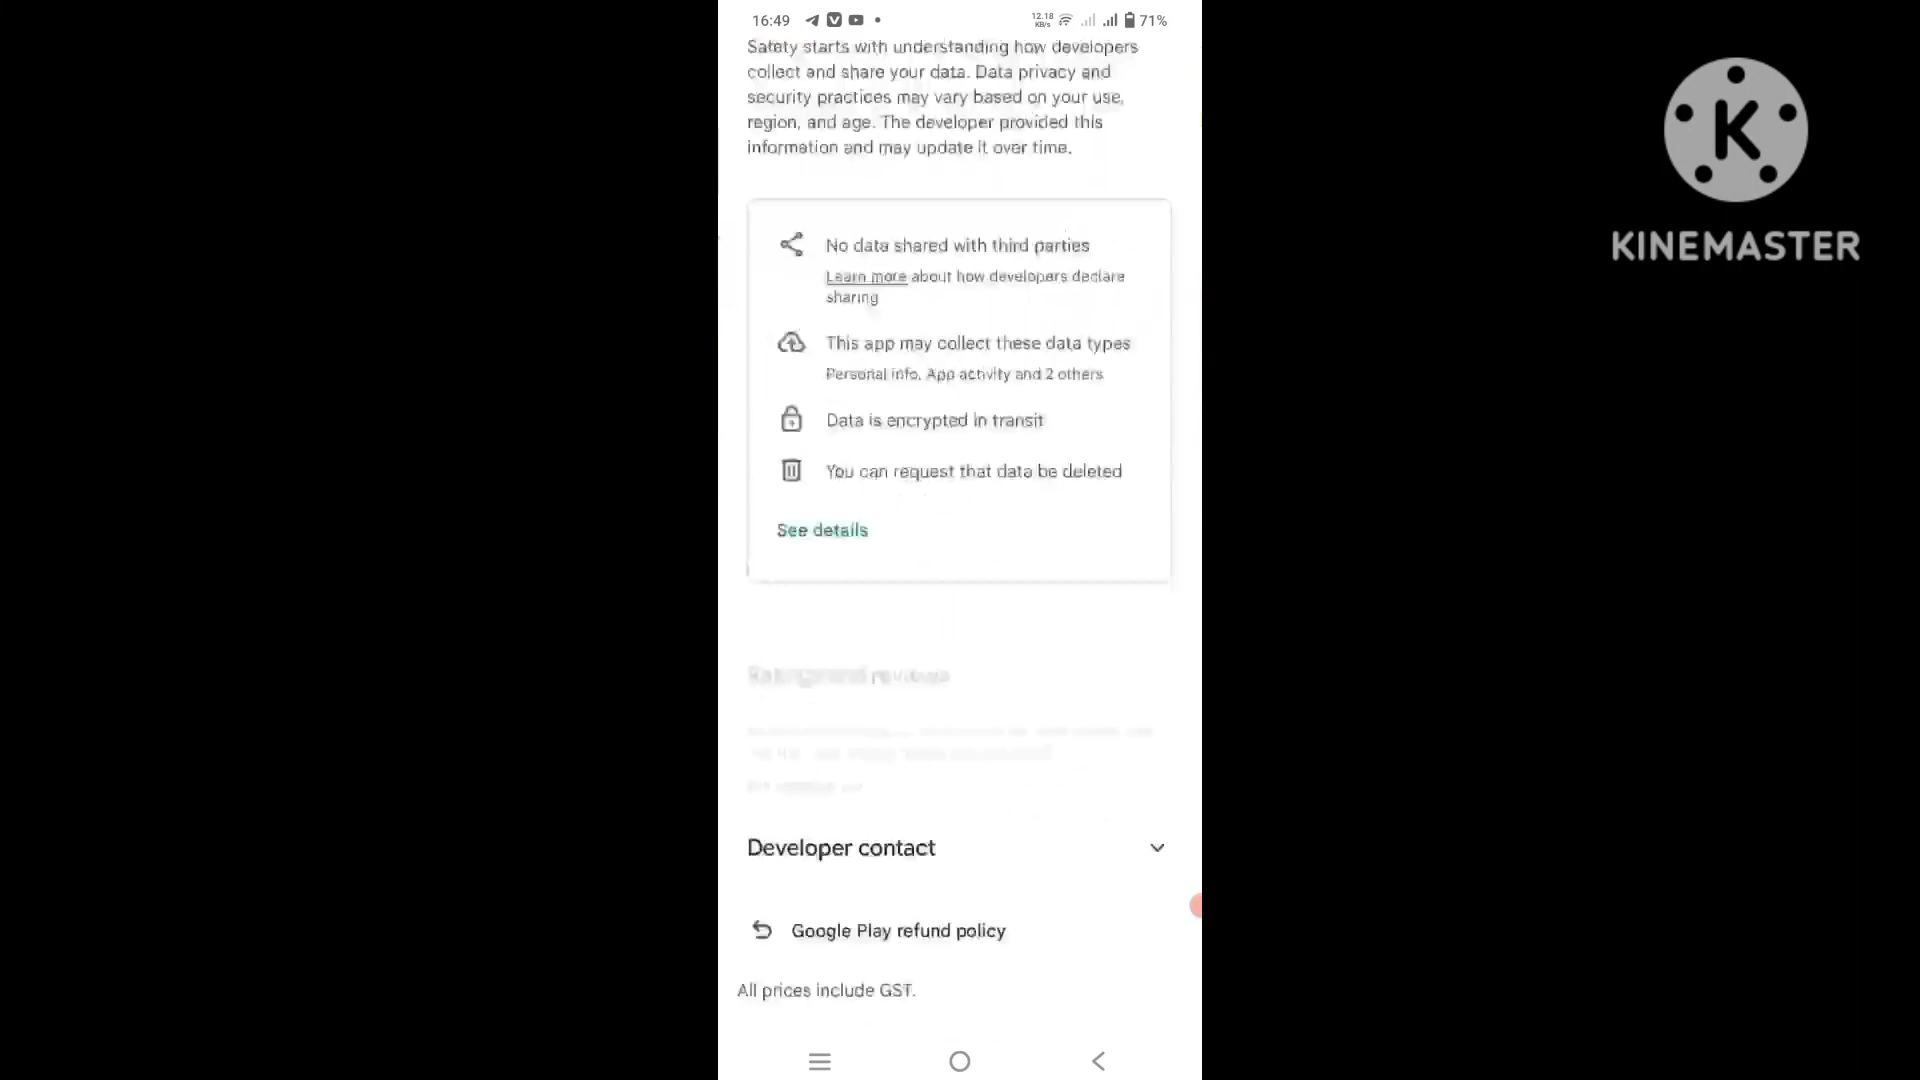 16:49
12.18
KB/s
71%
Safety starts with understanding how developers
collect and share your data. Data privacy and
security practices may vary based on your use,
region, and age. The developer provided this
information and may update it over time.
K
KINEMASTER
No data shared with third parties
Learn more about how developers declare
sharing
This app may collect these data types
Personal info, App activity and 2 others
Data is encrypted in transit
You can request that data be deleted
See details
Developer contact
Google Play refund policy
All prices include GST.